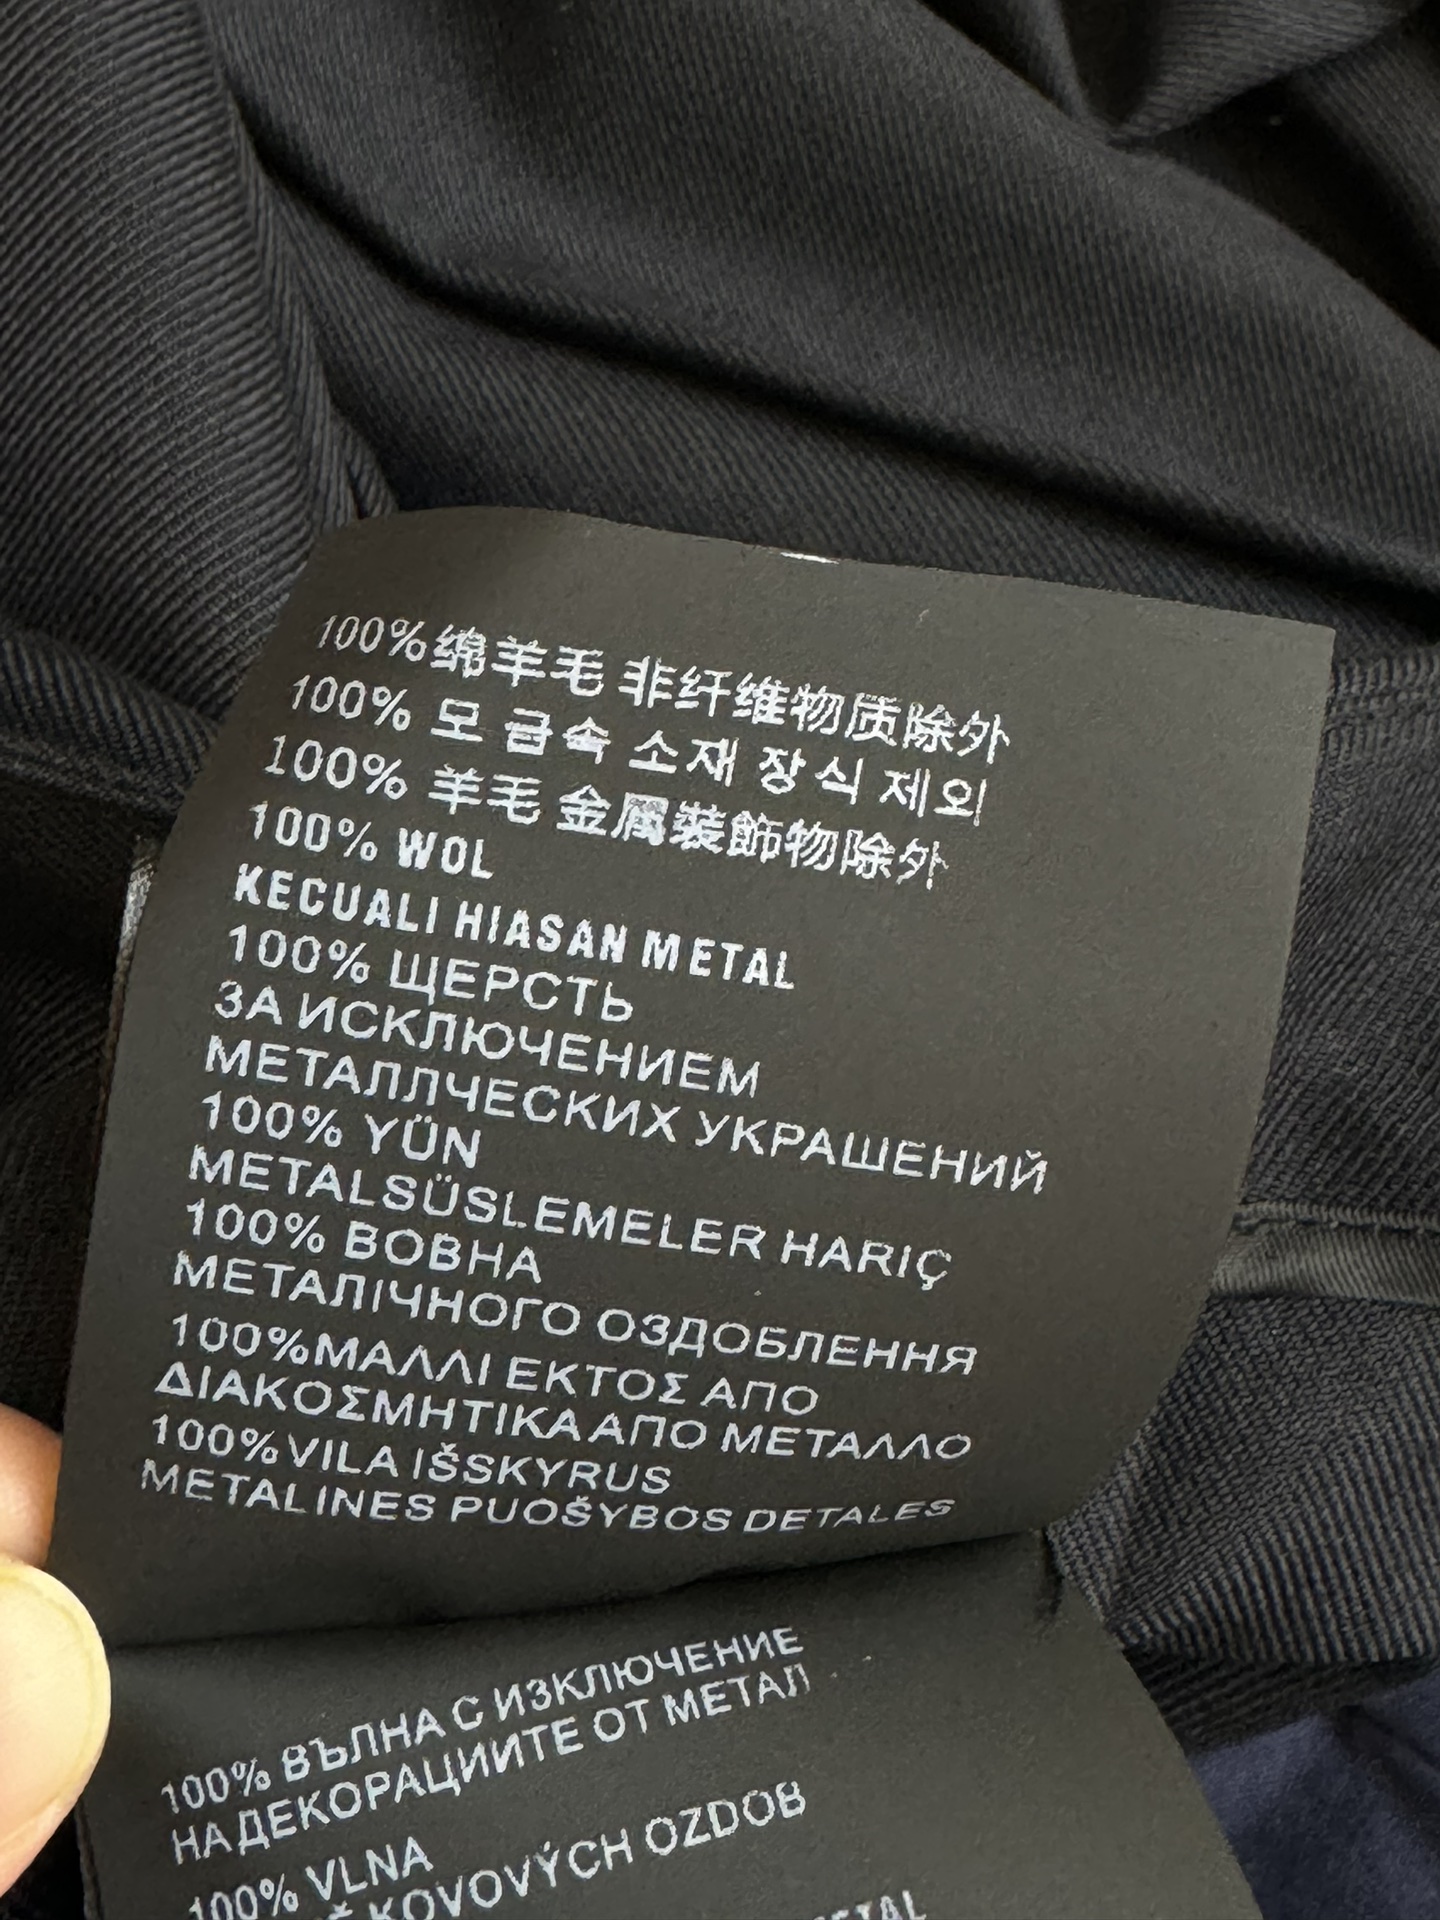 100%绵羊毛 非纤维物质除外
100% 모 금속 소재 장식 제외
100% 羊毛 金属裝飾物除外
100% WOL
KECUALI HIASAN METAL
100% ЩЕРСТЬ
ЗА ИСКЛЮЧЕНИЕМ
МЕТАЛЛЧЕСКИХ УКРАШЕНИЙ
100% YÜN
METALSÜSLEMELER HARIÇ
100% ВОВНА
МЕТАЛІЧНОГО ОЗДОБЛЕННЯ
100%ΜΑΛΛΙ ΕΚΤΟΣ ΑΠΟ
ΔΙΑΚΟΣΜΗΤΙΚΑ ΑΠΟ ΜΕΤΑΛΛΟ
100%VILA IŠSKYRUS
METALINES PUOŠYBOS DETALES
100% ВЪЛНА С ИЗКЛЮЧЕНИЕ
НА ДЕКОРАЦИИТЕ ОТ МЕТАЛ
100% VLNA
KOVOVÝCH OZDOB